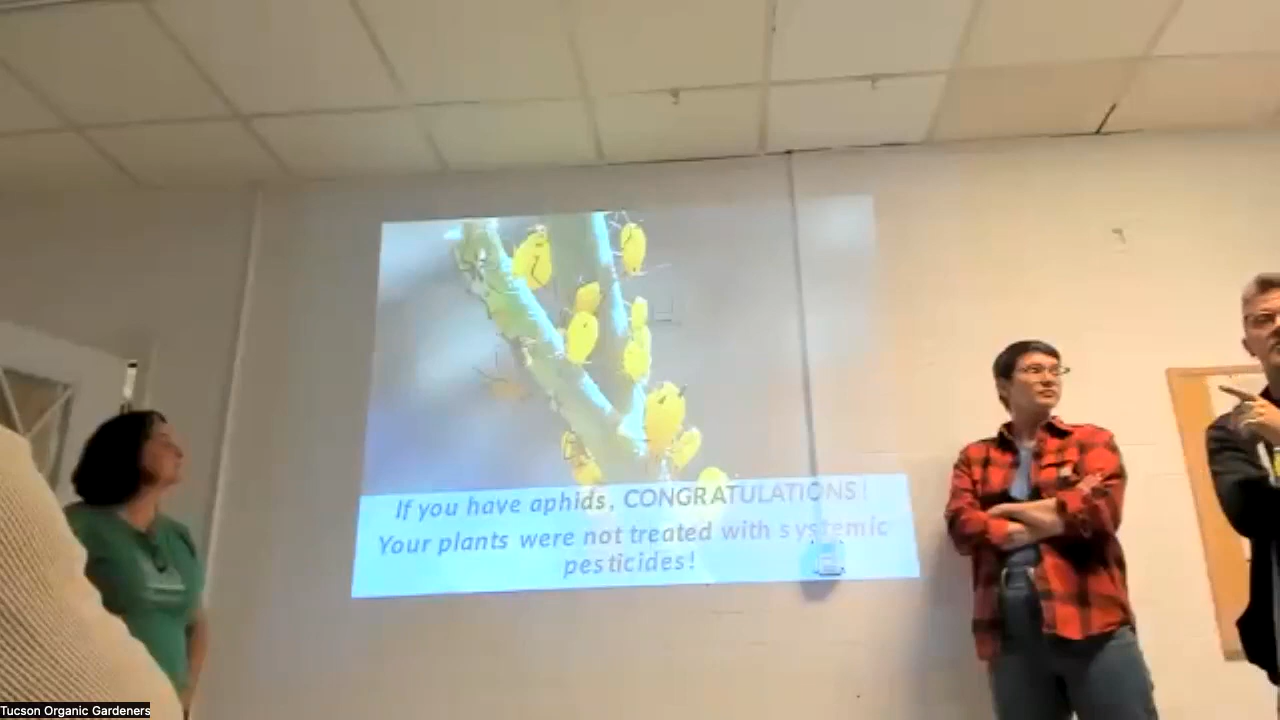 If you have aphids, CONGRATULATIONS!
Your plants were not treated with systemic
pesticides!
Tucson Organic Gardeners